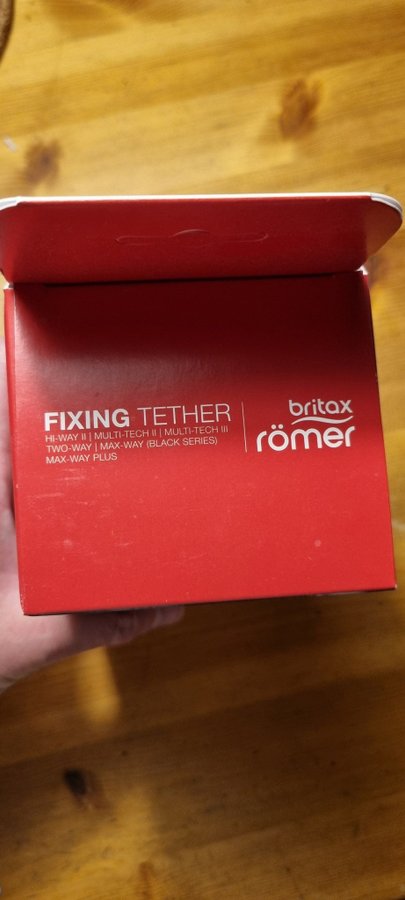 FIXING TETHER
HI-WAY II | MULTI-TECH II | MULTI-TECH III
TWO-WAY | MAX-WAY (BLACK SERIES)
MAX-WAY PLUS
britax
römer